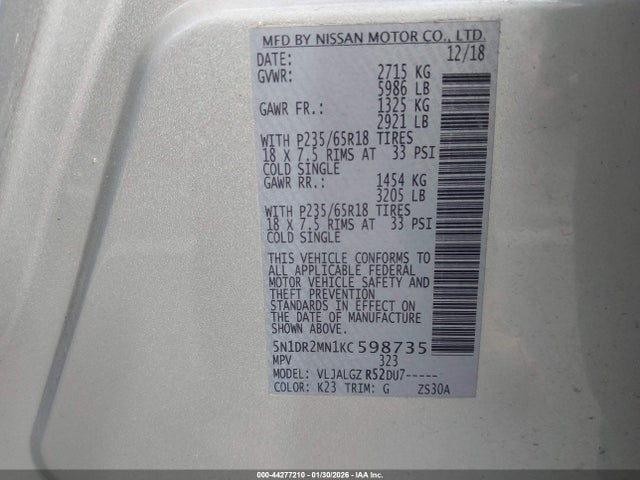 MFD BY NISSAN MOTOR CO., LTD.
DATE: 12/18
GVWR: 2715 KG
5986 LB
GAWR FR.: 1325 KG
2921 LB
WITH P235/65R18 TIRES
18 X 7.5 RIMS AT 33 PSI
COLD SINGLE
GAWR RR.: 1454 KG
3205 LB
WITH P235/65R18 TIRES
18 X 7.5 RIMS AT 33 PSI
COLD SINGLE
THIS VEHICLE CONFORMS TO
ALL APPLICABLE FEDERAL
MOTOR VEHICLE SAFETY AND
THEFT PREVENTION
STANDARDS IN EFFECT ON
THE DATE OF MANUFACTURE
SHOWN ABOVE.
5N1DR2MN1KC598735
MPV 323
MODEL: VLJALGZ R52DU7-----
COLOR: K23 TRIM: G ZS30A
000-44277210 - 01/30/2026 - IAA Inc.